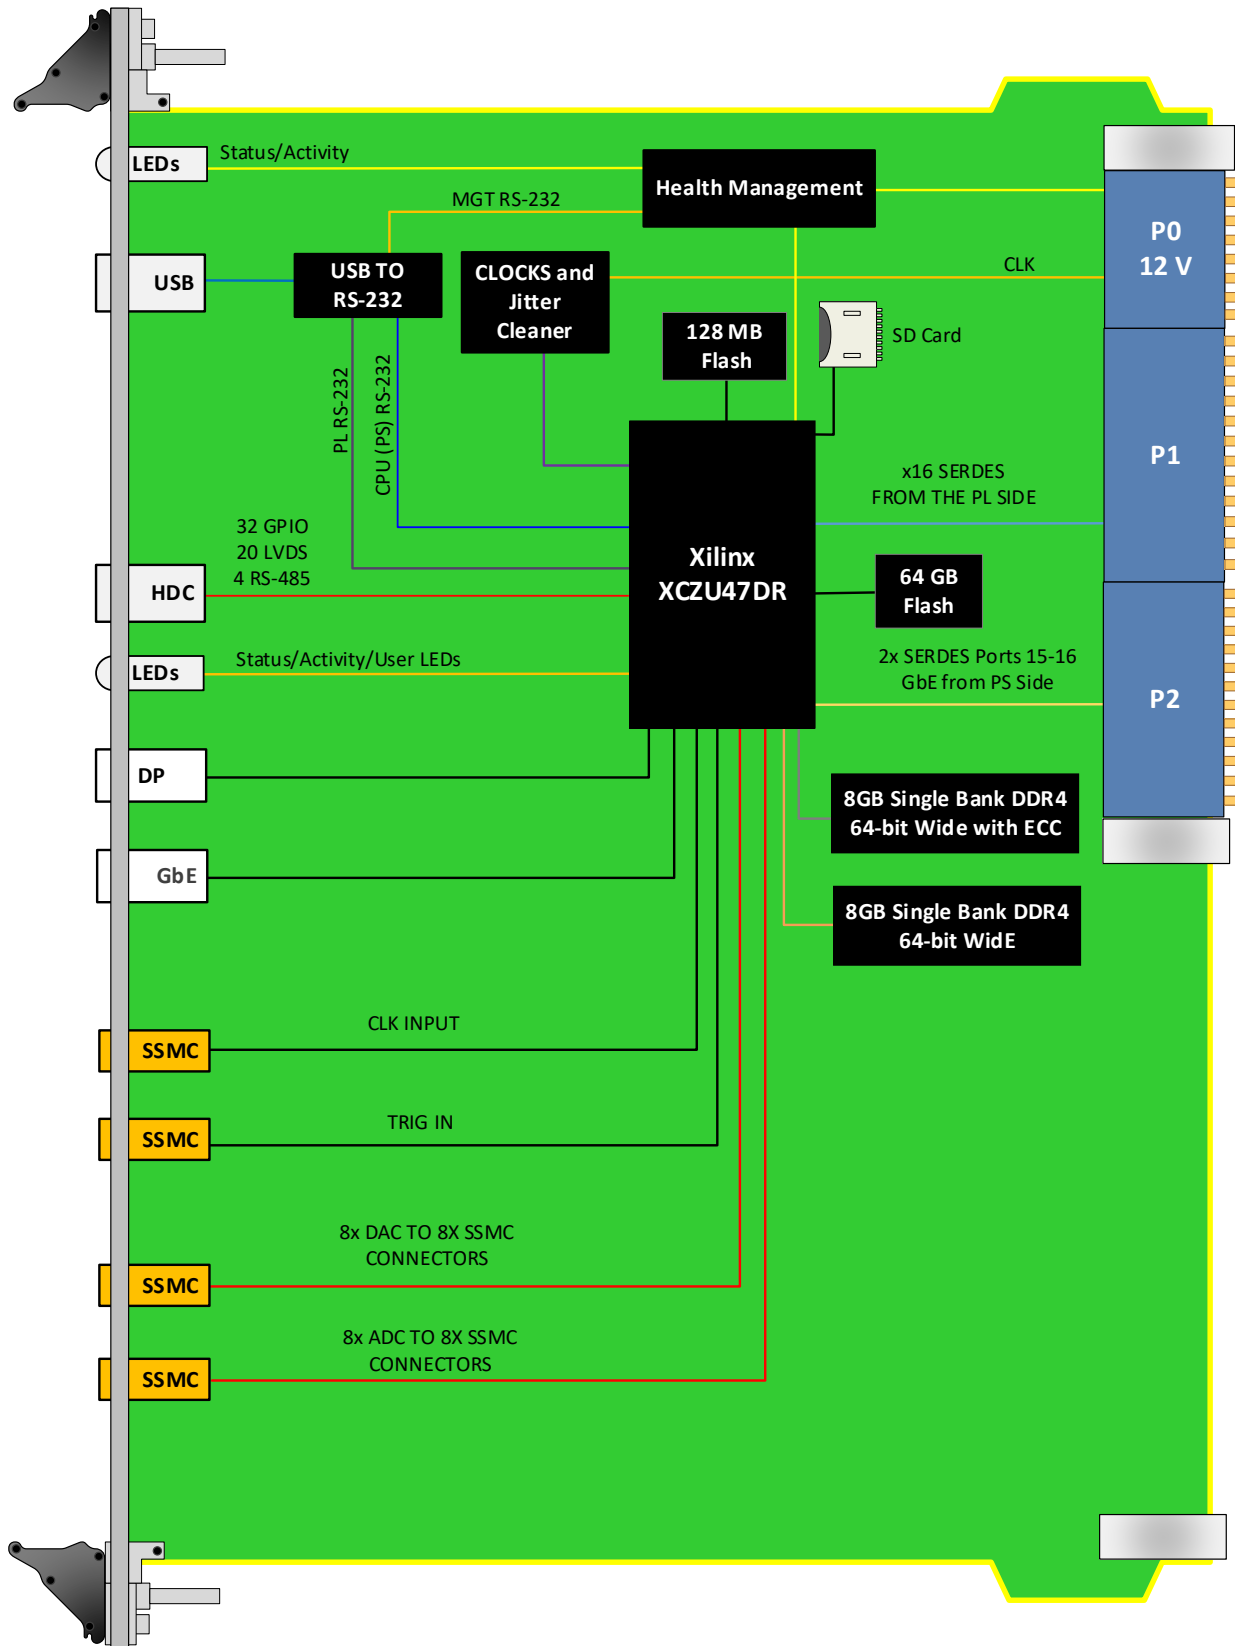 LEDs
Status/Activity
Health Management
MGT RS-232
P0
12 V
USB
USB TO
RS-232
CLOCKS and
Jitter
Cleaner
CLK
128 MB
Flash
SD Card
PL RS-232
CPU (PS) RS-232
P1
x16 SERDES
FROM THE PL SIDE
32 GPIO
20 LVDS
4 RS-485
HDC
Xilinx
XCZU47DR
64 GB
Flash
LEDs
Status/Activity/User LEDs
2x SERDES Ports 15-16
GbE from PS Side
P2
DP
8GB Single Bank DDR4
64-bit Wide with ECC
GbE
8GB Single Bank DDR4
64-bit WidE
CLK INPUT
SSMC
TRIG IN
SSMC
8x DAC TO 8X SSMC
CONNECTORS
SSMC
8x ADC TO 8X SSMC
CONNECTORS
SSMC